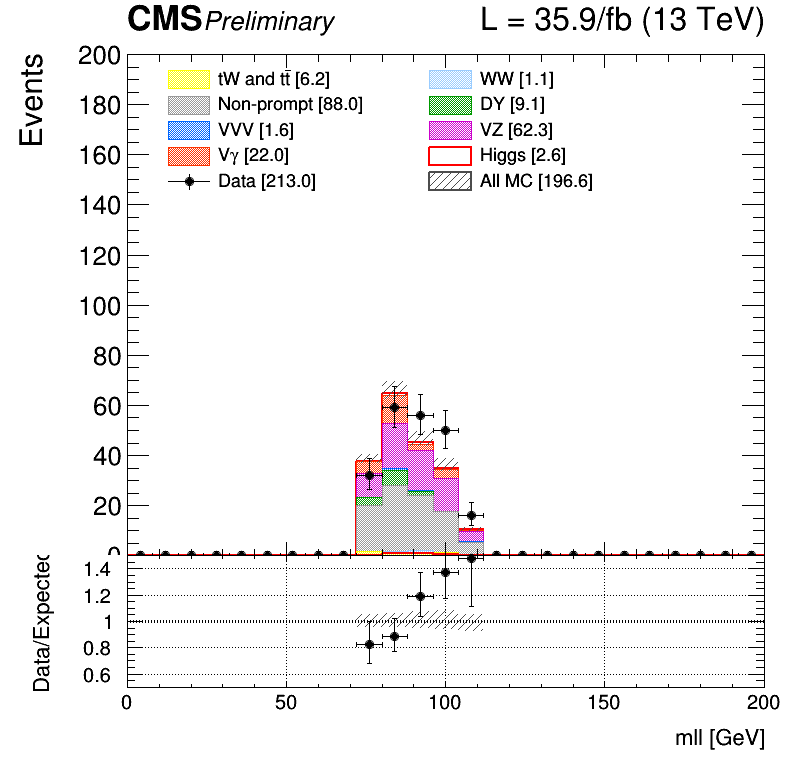 CMS Preliminary L = 35.9/fb (13 TeV)
Events
200
180
160
140
120
100
80
60
40
20
0
tW and tt̄ [6.2]
WW [1.1]
Non-prompt [88.0]
DY [9.1]
VVV [1.6]
VZ [62.3]
Vγ [22.0]
Higgs [2.6]
Data [213.0]
All MC [196.6]
Data/Expected
1.4
1.2
1
0.8
0.6
0 50 100 150 200
mll [GeV]